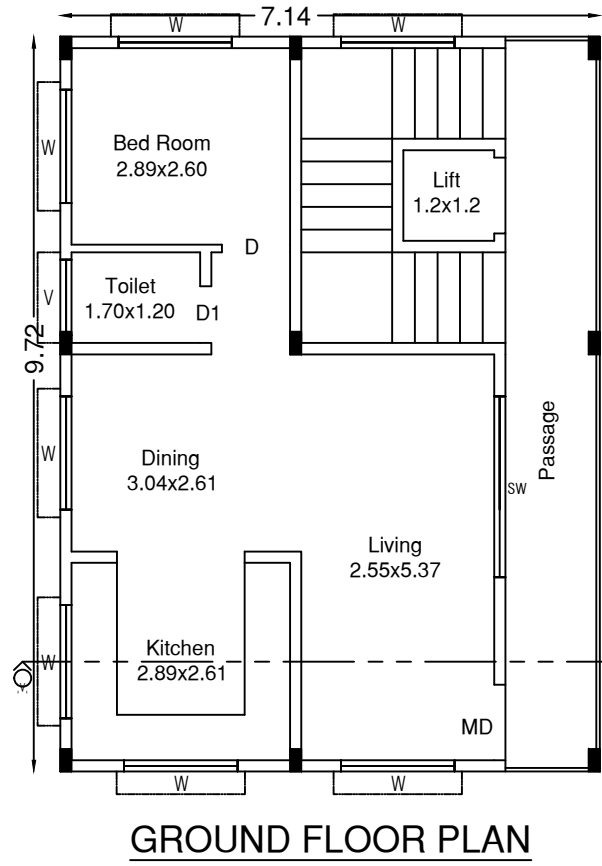 7.14
W
W
Bed Room
2.89x2.60
W
Lift
1.2x1.2
D
Toilet
1.70x1.20
V
D1
9.72
Passage
Dining
3.04x2.61
W
SW
Living
2.55x5.37
Kitchen
2.89x2.61
W
MD
W
W
GROUND FLOOR PLAN